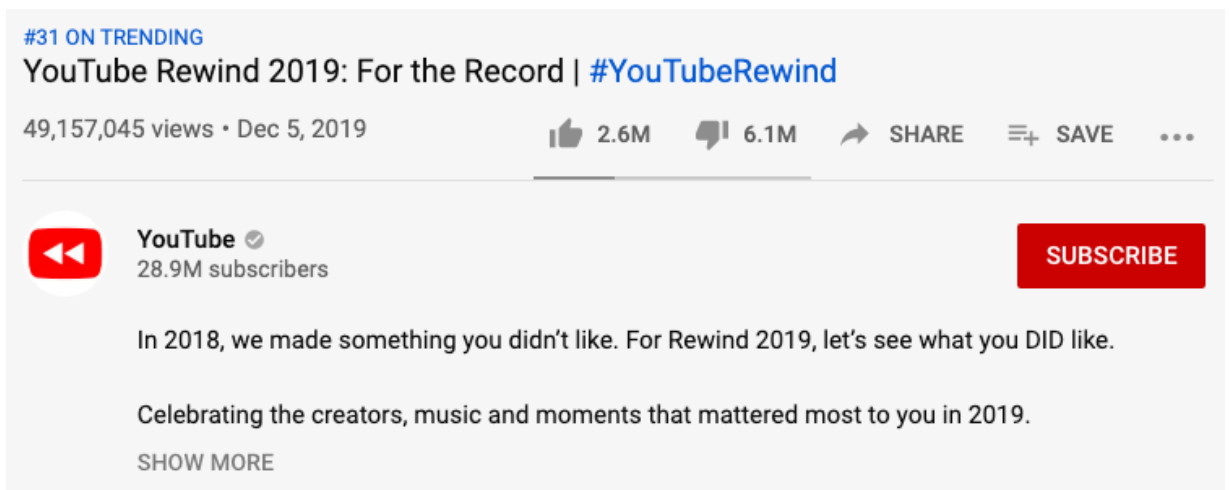 #31 ON TRENDING
YouTube Rewind 2019: For the Record | #YouTubeRewind
49,157,045 views • Dec 5, 2019 2.6M 6.1M SHARE SAVE
YouTube
28.9M subscribers
SUBSCRIBE
In 2018, we made something you didn’t like. For Rewind 2019, let’s see what you DID like.
Celebrating the creators, music and moments that mattered most to you in 2019.
SHOW MORE